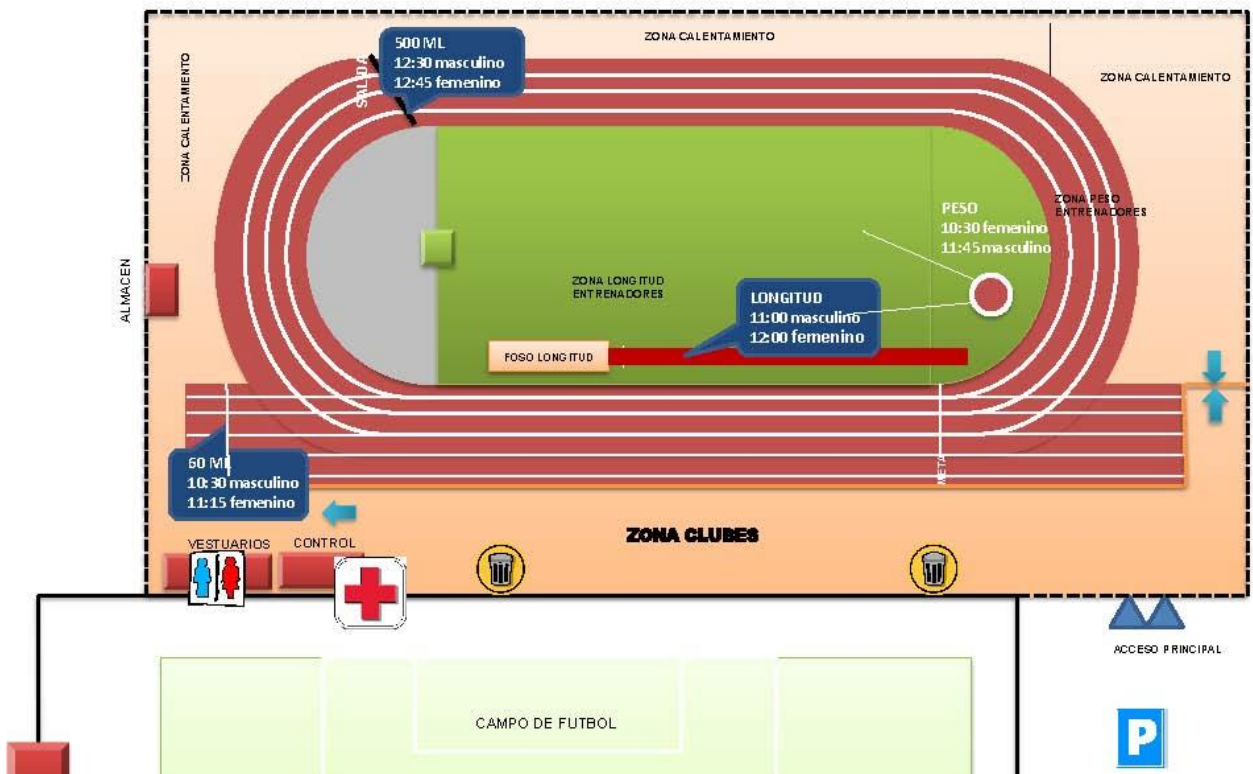 ZONA CALENTAMIENTO
500 ML
12:30 masculino
12:45 femenino
SALIDA
ZONA CALENTAMIENTO
ZONA CALENTAMIENTO
PESO
10:30 femenino
11:45 masculino
ZONA PESO
ENTRENADORES
ALMACEN
ZONA LONGITUD
ENTRENADORES
LONGITUD
11:00 masculino
12:00 femenino
FOSO LONGITUD
60 ML
10:30 masculino
11:15 femenino
META
ZONA CLUBES
VESTUARIOS
CONTROL
ACCESO PRINCIPAL
CAMPO DE FUTBOL
P